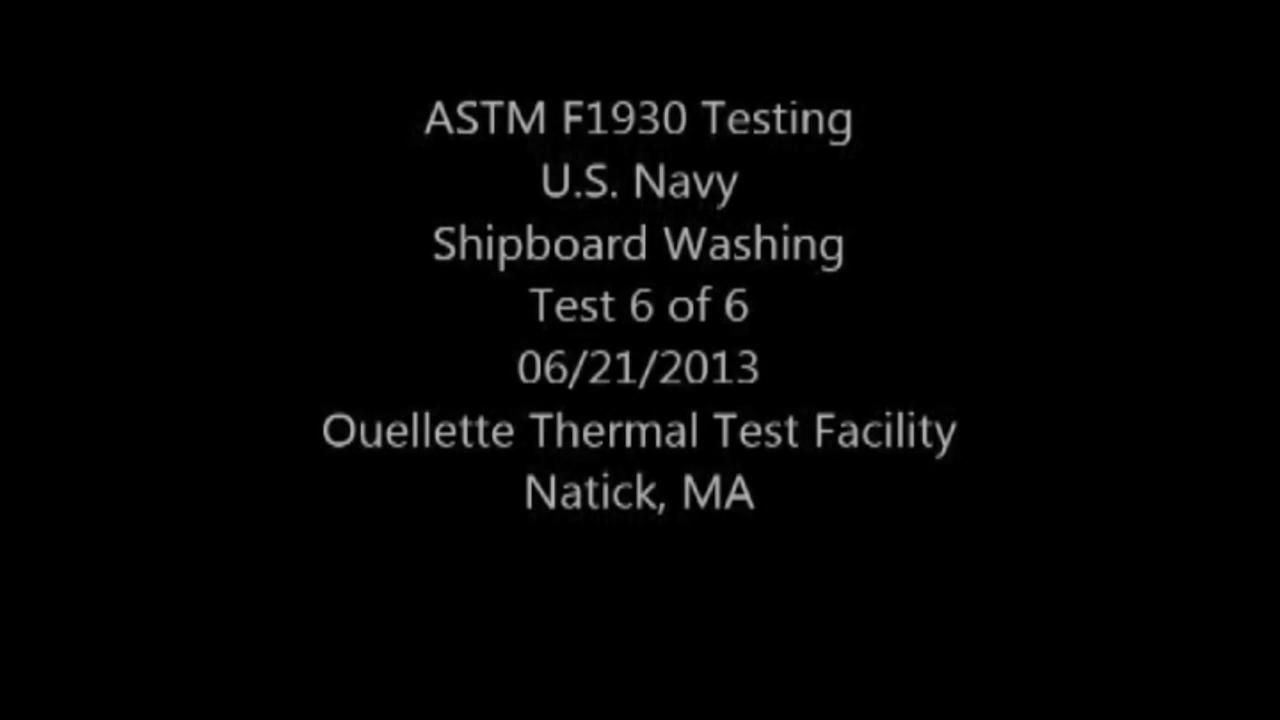 ASTM F1930 Testing
U.S. Navy
Shipboard Washing
Test 6 of 6
06/21/2013
Ouellette Thermal Test Facility
Natick, MA